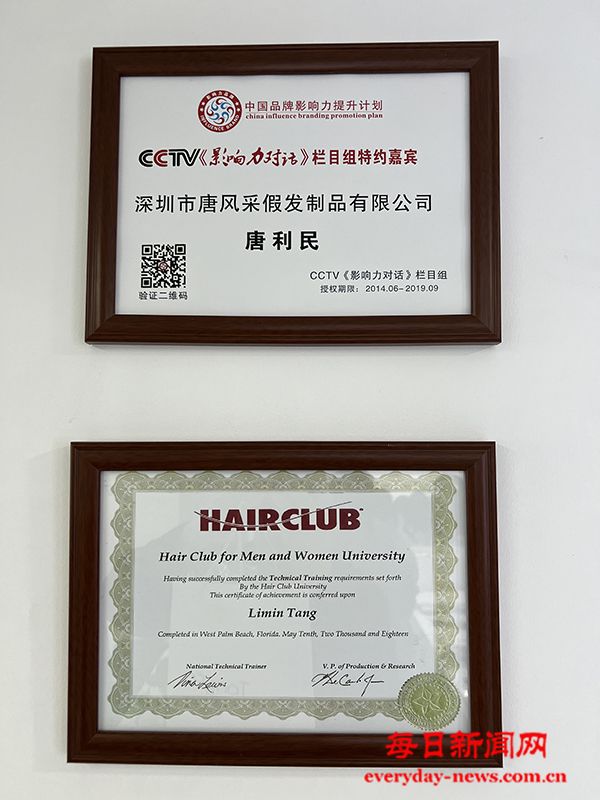 中国品牌影响力提升计划
china influence branding promotion plan
CCTV《影响力对话》栏目组特约嘉宾
深圳市唐风采假发制品有限公司
唐利民
验证二维码
CCTV《影响力对话》栏目组
授权期限：2014.06-2019.09
HAIRCLUB
Hair Club for Men and Women University
Having successfully completed the Technical Training requirements set forth
By the Hair Club University
This certificate of achievement is conferred upon
Limin Tang
Completed in West Palm Beach, Florida. May Tenth, Two Thousand and Eighteen
National Technical Trainer
V. P. of Production & Research
每日新闻网
everyday-news.com.cn